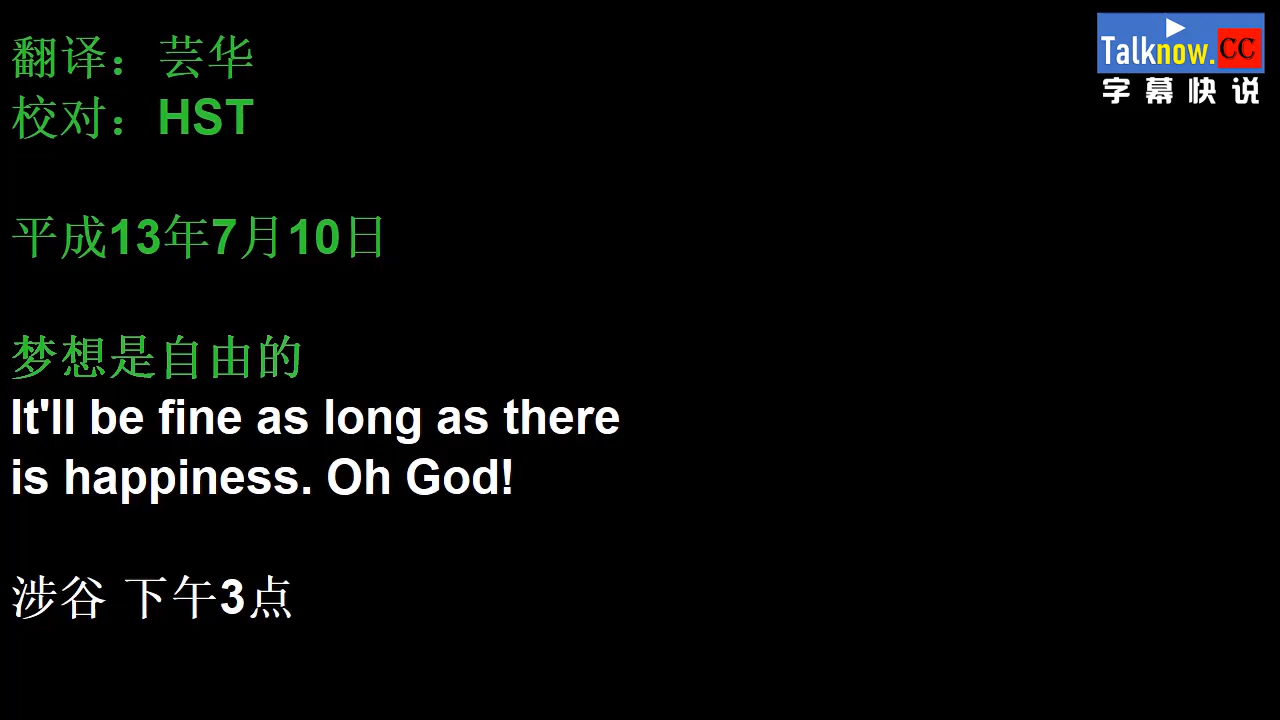 翻译：芸华
校对：HST
平成13年7月10日
梦想是自由的
It'll be fine as long as there
is happiness. Oh God!
涉谷 下午3点
Talknow.CC
字幕快说